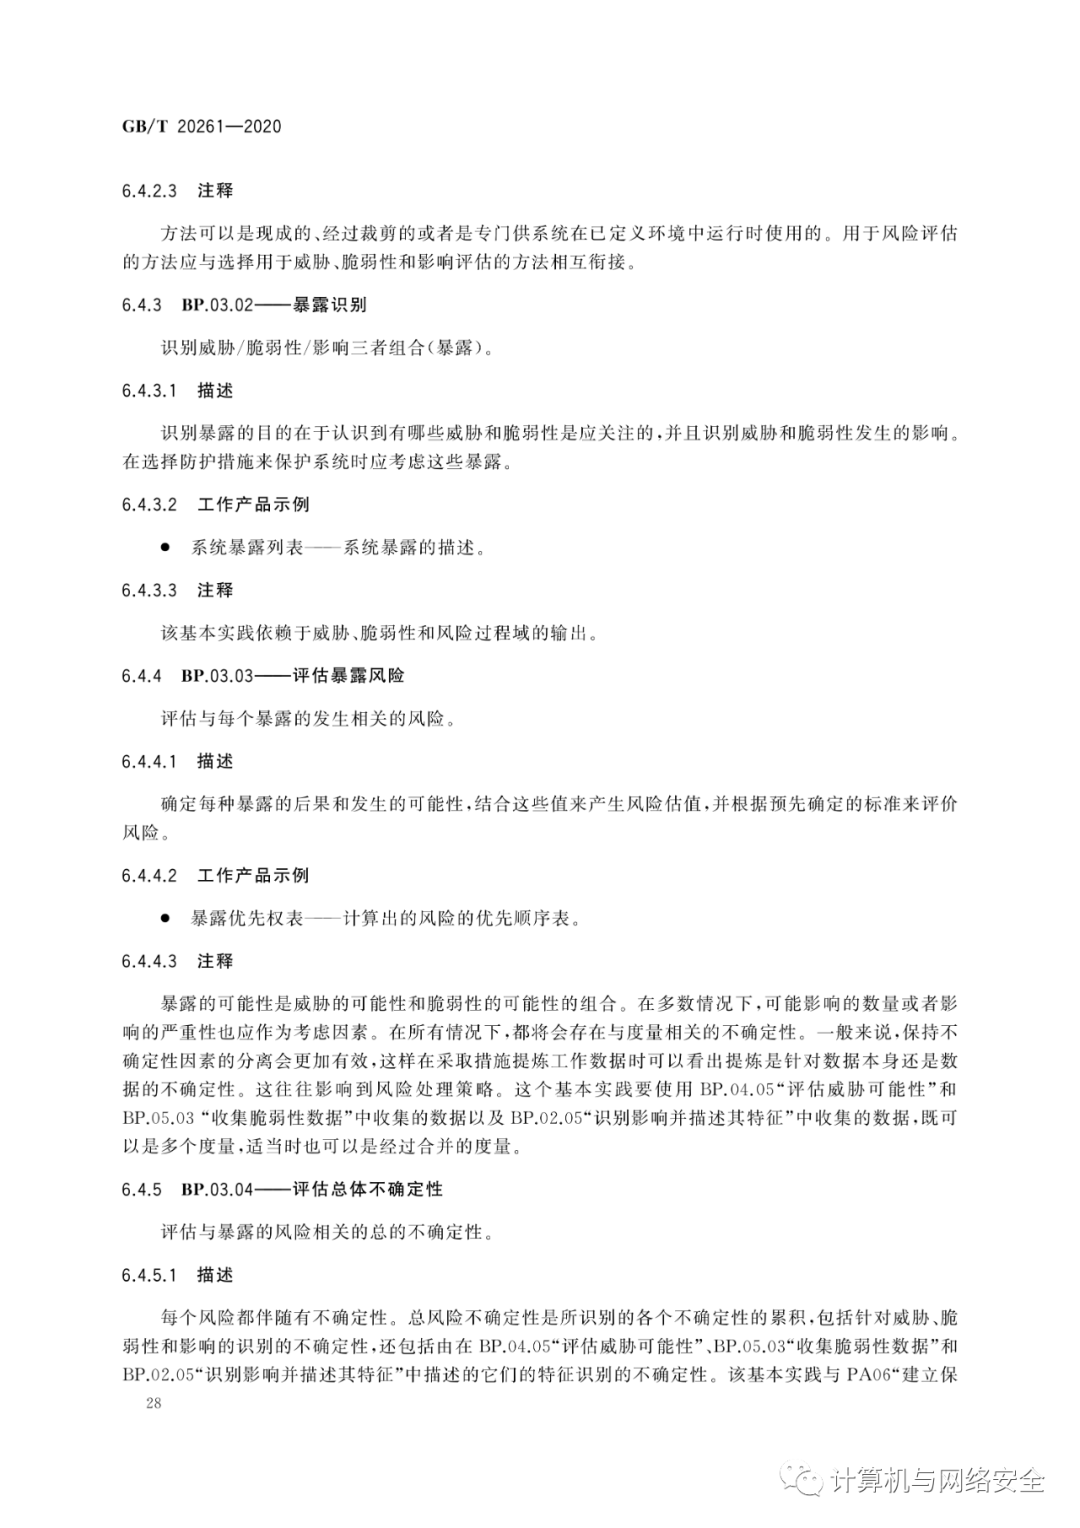 GB/T 20261—2020
6.4.2.3 注释
方法可以是现成的、经过裁剪的或者是专门供系统在已定义环境中运行时使用的。用于风险评估
的方法应与选择用于威胁、脆弱性和影响评估的方法相互衔接。
6.4.3 BP.03.02——暴露识别
识别威胁/脆弱性/影响三者组合(暴露)。
6.4.3.1 描述
识别暴露的目的在于认识到有哪些威胁和脆弱性是应关注的,并且识别威胁和脆弱性发生的影响。
在选择防护措施来保护系统时应考虑这些暴露。
6.4.3.2 工作产品示例
● 系统暴露列表——系统暴露的描述。
6.4.3.3 注释
该基本实践依赖于威胁、脆弱性和风险过程域的输出。
6.4.4 BP.03.03——评估暴露风险
评估与每个暴露的发生相关的风险。
6.4.4.1 描述
确定每种暴露的后果和发生的可能性,结合这些值来产生风险估值,并根据预先确定的标准来评价
风险。
6.4.4.2 工作产品示例
● 暴露优先权表——计算出的风险的优先顺序表。
6.4.4.3 注释
暴露的可能性是威胁的可能性和脆弱性的可能性的组合。在多数情况下,可能影响的数量或者影
响的严重性也应作为考虑因素。在所有情况下,都将会存在与度量相关的不确定性。一般来说,保持不
确定性因素的分离会更加有效,这样在采取措施提炼工作数据时可以看出提炼是针对数据本身还是数
据的不确定性。这往往影响到风险处理策略。这个基本实践要使用 BP.04.05“评估威胁可能性”和
BP.05.03 “收集脆弱性数据”中收集的数据以及 BP.02.05“识别影响并描述其特征”中收集的数据,既可
以是多个度量,适当时也可以是经过合并的度量。
6.4.5 BP.03.04——评估总体不确定性
评估与暴露的风险相关的总的不确定性。
6.4.5.1 描述
每个风险都伴随有不确定性。总风险不确定性是所识别的各个不确定性的累积,包括针对威胁、脆
弱性和影响的识别的不确定性,还包括由在 BP.04.05“评估威胁可能性”、BP.05.03“收集脆弱性数据”和
BP.02.05“识别影响并描述其特征”中描述的它们的特征识别的不确定性。该基本实践与 PA06“建立保
28
计算机与网络安全